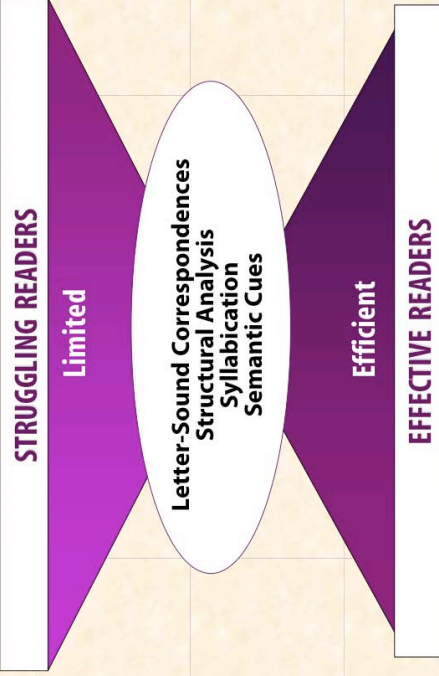 STRUGGLING READERS
Limited
Letter-Sound Correspondences
Structural Analysis
Syllabication
Semantic Cues
Efficient
EFFECTIVE READERS